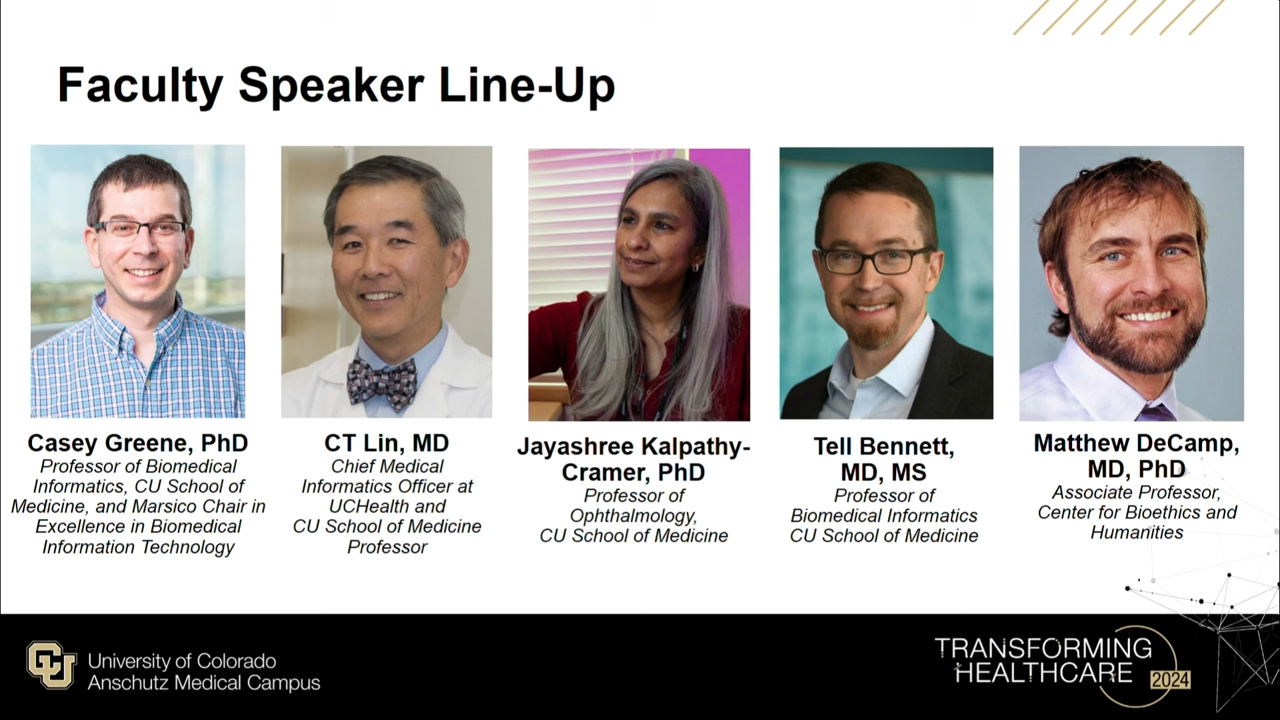 Faculty Speaker Line-Up
Casey Greene, PhD
Professor of Biomedical
Informatics, CU School of
Medicine, and Marsico Chair in
Excellence in Biomedical
Information Technology
CT Lin, MD
Chief Medical
Informatics Officer at
UCHealth and
CU School of Medicine
Professor
Jayashree Kalpathy-
Cramer, PhD
Professor of
Ophthalmology,
CU School of Medicine
Tell Bennett,
MD, MS
Professor of
Biomedical Informatics
CU School of Medicine
Matthew DeCamp,
MD, PhD
Associate Professor,
Center for Bioethics and
Humanities
CU
University of Colorado
Anschutz Medical Campus
TRANSFORMING
HEALTHCARE
2024